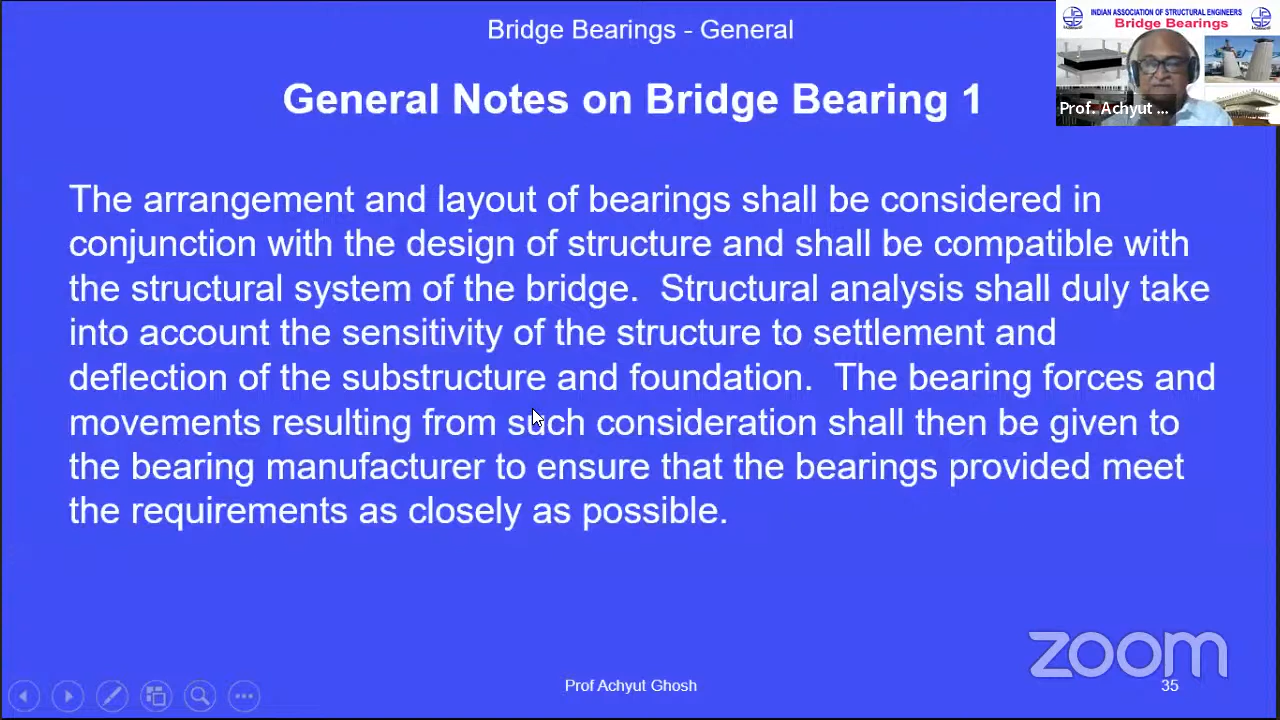 Bridge Bearings - General
INDIAN ASSOCIATION OF STRUCTURAL ENGINEERS
Bridge Bearings
Prof. Achyut ...
General Notes on Bridge Bearing 1
The arrangement and layout of bearings shall be considered in
conjunction with the design of structure and shall be compatible with
the structural system of the bridge.  Structural analysis shall duly take
into account the sensitivity of the structure to settlement and
deflection of the substructure and foundation.  The bearing forces and
movements resulting from such consideration shall then be given to
the bearing manufacturer to ensure that the bearings provided meet
the requirements as closely as possible.
zoom
Prof Achyut Ghosh
35